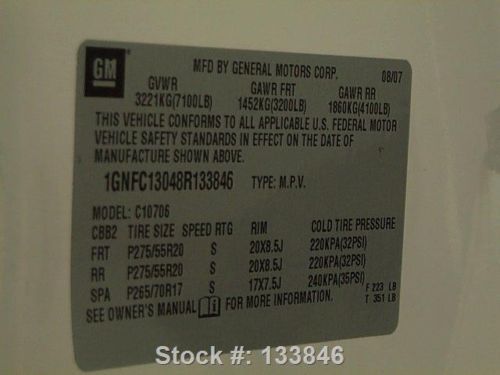 GM
MFD BY GENERAL MOTORS CORP. 08/07
GVWR GAWR FRT GAWR RR
3221KG(7100LB) 1452KG(3200LB) 1860KG(4100LB)
THIS VEHICLE CONFORMS TO ALL APPLICABLE U.S. FEDERAL MOTOR
VEHICLE SAFETY STANDARDS IN EFFECT ON THE DATE OF
MANUFACTURE SHOWN ABOVE.
1GNFC13048R133846 TYPE: M.P.V.
MODEL: C10706
CBB2 TIRE SIZE SPEED RTG RIM COLD TIRE PRESSURE
FRT P275/55R20 S 20X8.5J 220KPA(32PSI)
RR P275/55R20 S 20X8.5J 220KPA(32PSI)
SPA P265/70R17 S 17X7.5J 240KPA(35PSI)
SEE OWNER'S MANUAL FOR MORE INFORMATION. F 223 LB
T 351 LB
Stock #: 133846